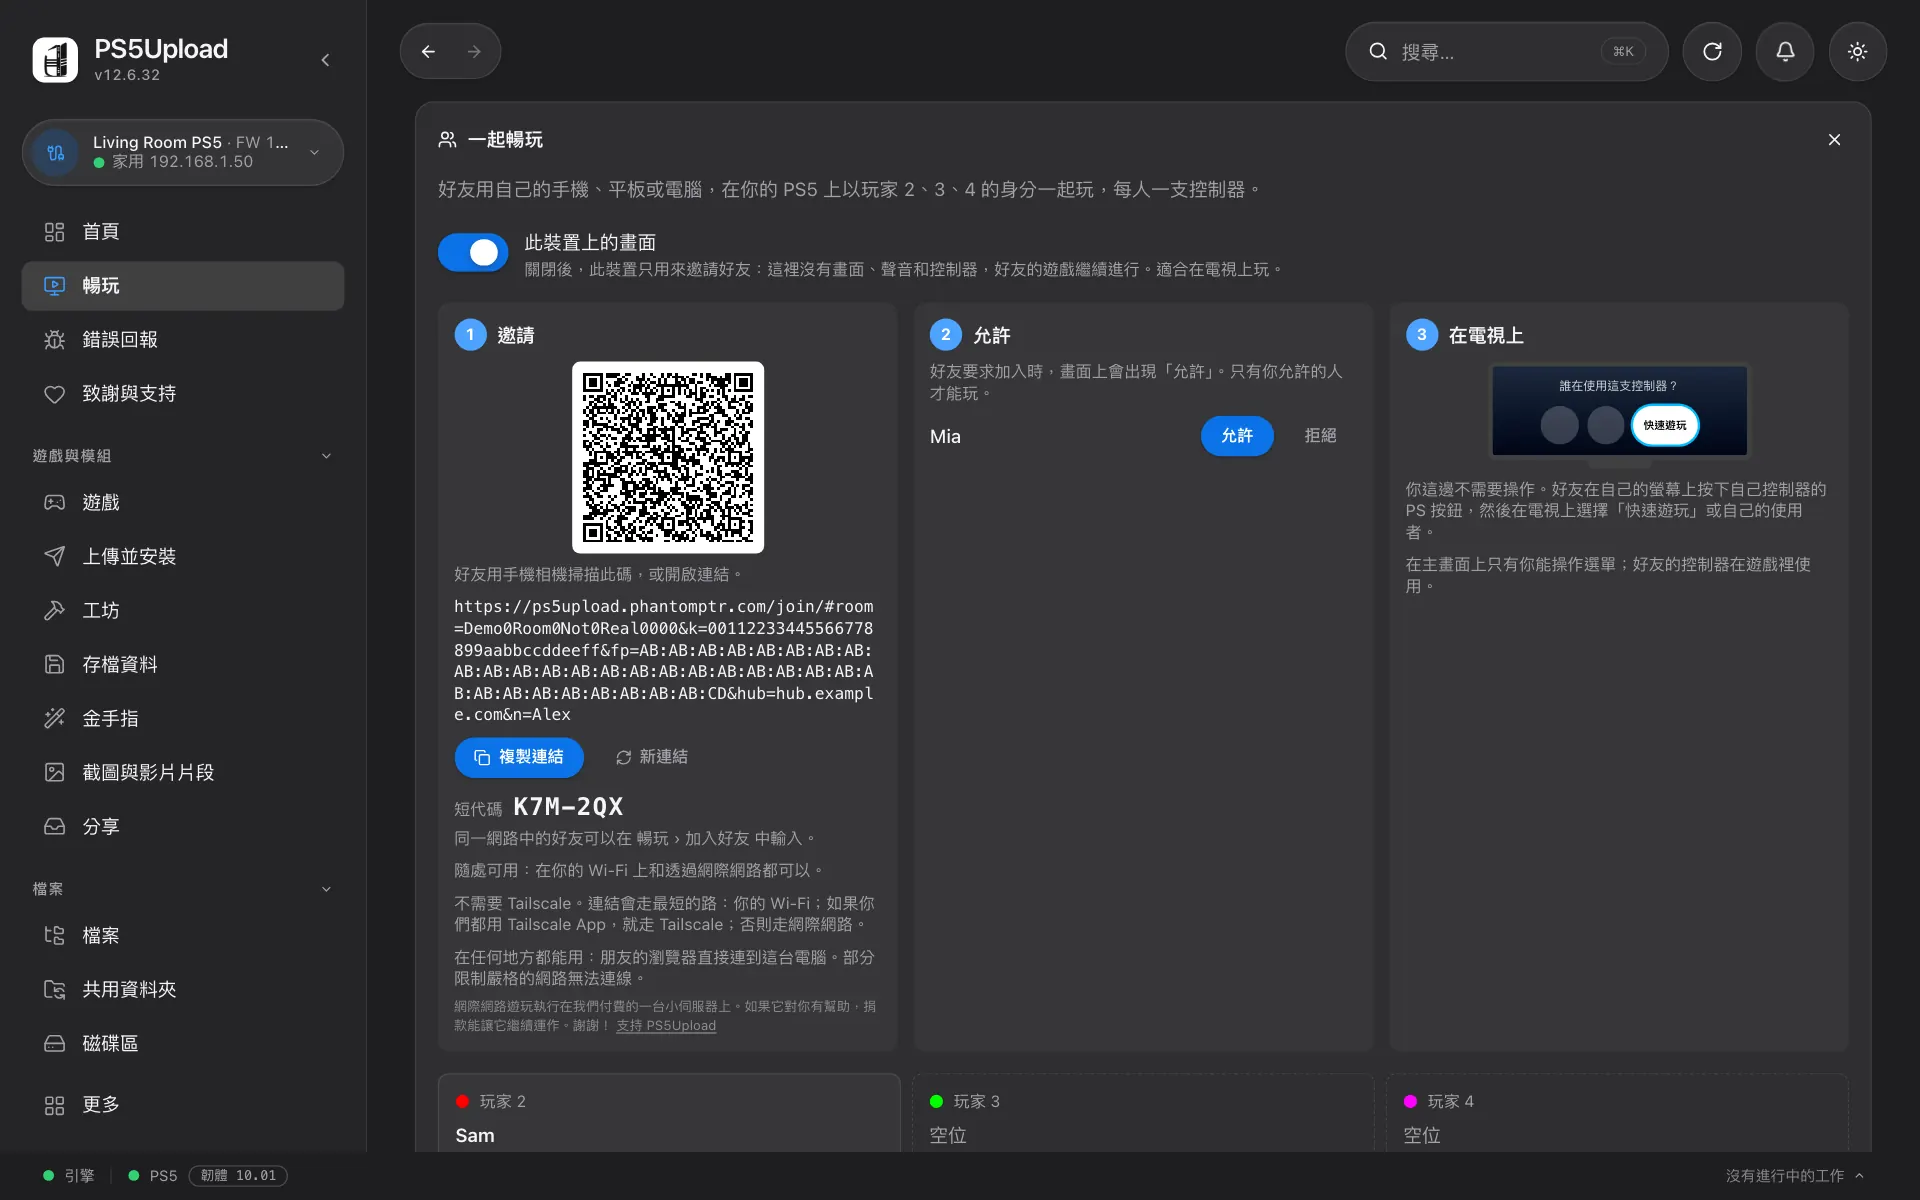 PS5Upload
v12.6.32
Living Room PS5 · FW 1...
家用 192.168.1.50
首頁
暢玩
錯誤回報
致謝與支持
遊戲與模組
遊戲
上傳並安裝
工坊
存檔資料
金手指
截圖與影片片段
分享
檔案
檔案
共用資料夾
磁碟區
更多
搜尋...
⌘K
一起暢玩
好友用自己的手機、平板或電腦，在你的 PS5 上以玩家 2、3、4 的身分一起玩，每人一支控制器。
此裝置上的畫面
關閉後，此裝置只用來邀請好友：這裡沒有畫面、聲音和控制器，好友的遊戲繼續進行。適合在電視上玩。
1 邀請
好友用手機相機掃描此碼，或開啟連結。
https://ps5upload.phantomptr.com/join/#room
=Demo0Room0Not0Real0000&k=00112233445566778
899aabbccddeeff&fp=AB:AB:AB:AB:AB:AB:AB:AB:
AB:AB:AB:AB:AB:AB:AB:AB:AB:AB:AB:AB:AB:AB:A
B:AB:AB:AB:AB:AB:AB:AB:AB:CD&hub=hub.exampl
e.com&n=Alex
複製連結
新連結
短代碼 K7M-2QX
同一網路中的好友可以在 暢玩 › 加入好友 中輸入。
隨處可用：在你的 Wi-Fi 上和透過網際網路都可以。
不需要 Tailscale。連結會走最短的路：你的 Wi-Fi；如果你
們都用 Tailscale App，就走 Tailscale；否則走網際網路。
在任何地方都能用：朋友的瀏覽器直接連到這台電腦。部分
限制嚴格的網路無法連線。
網際網路遊玩執行在我們付費的一台小伺服器上。如果它對你有幫助，捐
款能讓它繼續運作。謝謝！ 支持 PS5Upload
2 允許
好友要求加入時，畫面上會出現「允許」。只有你允許的人
才能玩。
Mia
允許
拒絕
3 在電視上
誰在使用這支控制器？
快速遊玩
你這邊不需要操作。好友在自己的螢幕上按下自己控制器的
PS 按鈕，然後在電視上選擇「快速遊玩」或自己的使用
者。
在主畫面上只有你能操作選單；好友的控制器在遊戲裡使
用。
玩家 2
Sam
玩家 3
空位
玩家 4
空位
引擎
PS5
韌體 10.01
沒有進行中的工作